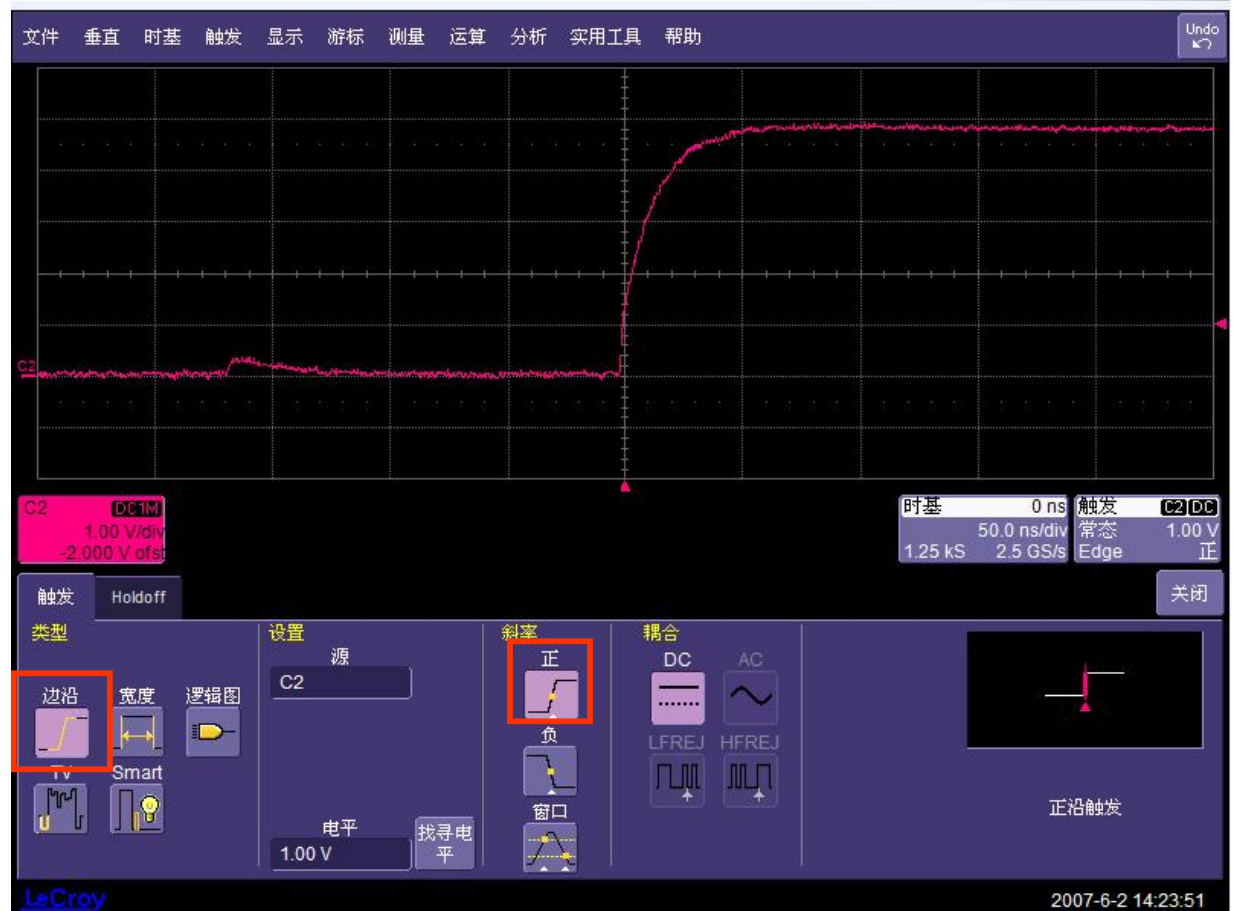 文件 垂直 时基 触发 显示 游标 测量 运算 分析 实用工具 帮助 Undo
C2
C2 DC1M
1.00 V/div
-2.000 V ofst
时基 0 ns
50.0 ns/div
1.25 kS 2.5 GS/s
触发 C2 DC
常态 1.00 V
Edge 正
触发 Holdoff 关闭
类型 设置 斜率 耦合
源 正 DC AC
C2
边沿 宽度 逻辑图
负 LFREJ HFREJ
TV Smart
窗口 正沿触发
电平 找寻电
平
1.00 V
LeCroy 2007-6-2 14:23:51